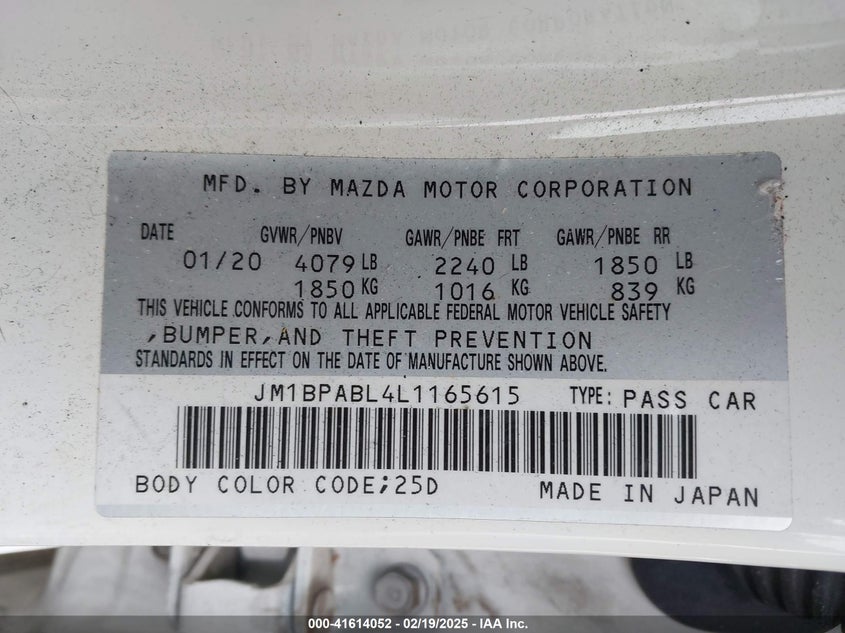 MFD. BY MAZDA MOTOR CORPORATION
DATE GVWR/PNBV GAWR/PNBE FRT GAWR/PNBE RR
01/20 4079 LB 2240 LB 1850 LB
1850 KG 1016 KG 839 KG
THIS VEHICLE CONFORMS TO ALL APPLICABLE FEDERAL MOTOR VEHICLE SAFETY
,BUMPER,AND THEFT PREVENTION
STANDARDS IN EFFECT ON THE DATE OF MANUFACTURE SHOWN ABOVE.
JM1BPABL4L1165615 TYPE: PASS CAR
BODY COLOR CODE;25D MADE IN JAPAN
000-41614052 - 02/19/2025 - IAA Inc.